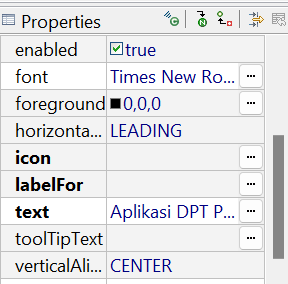 Properties
enabled true
font Times New Ro... ...
foreground 0,0,0 ...
horizonta... LEADING
icon ...
labelFor ...
text Aplikasi DPT P... ...
toolTipText ...
verticalAli... CENTER